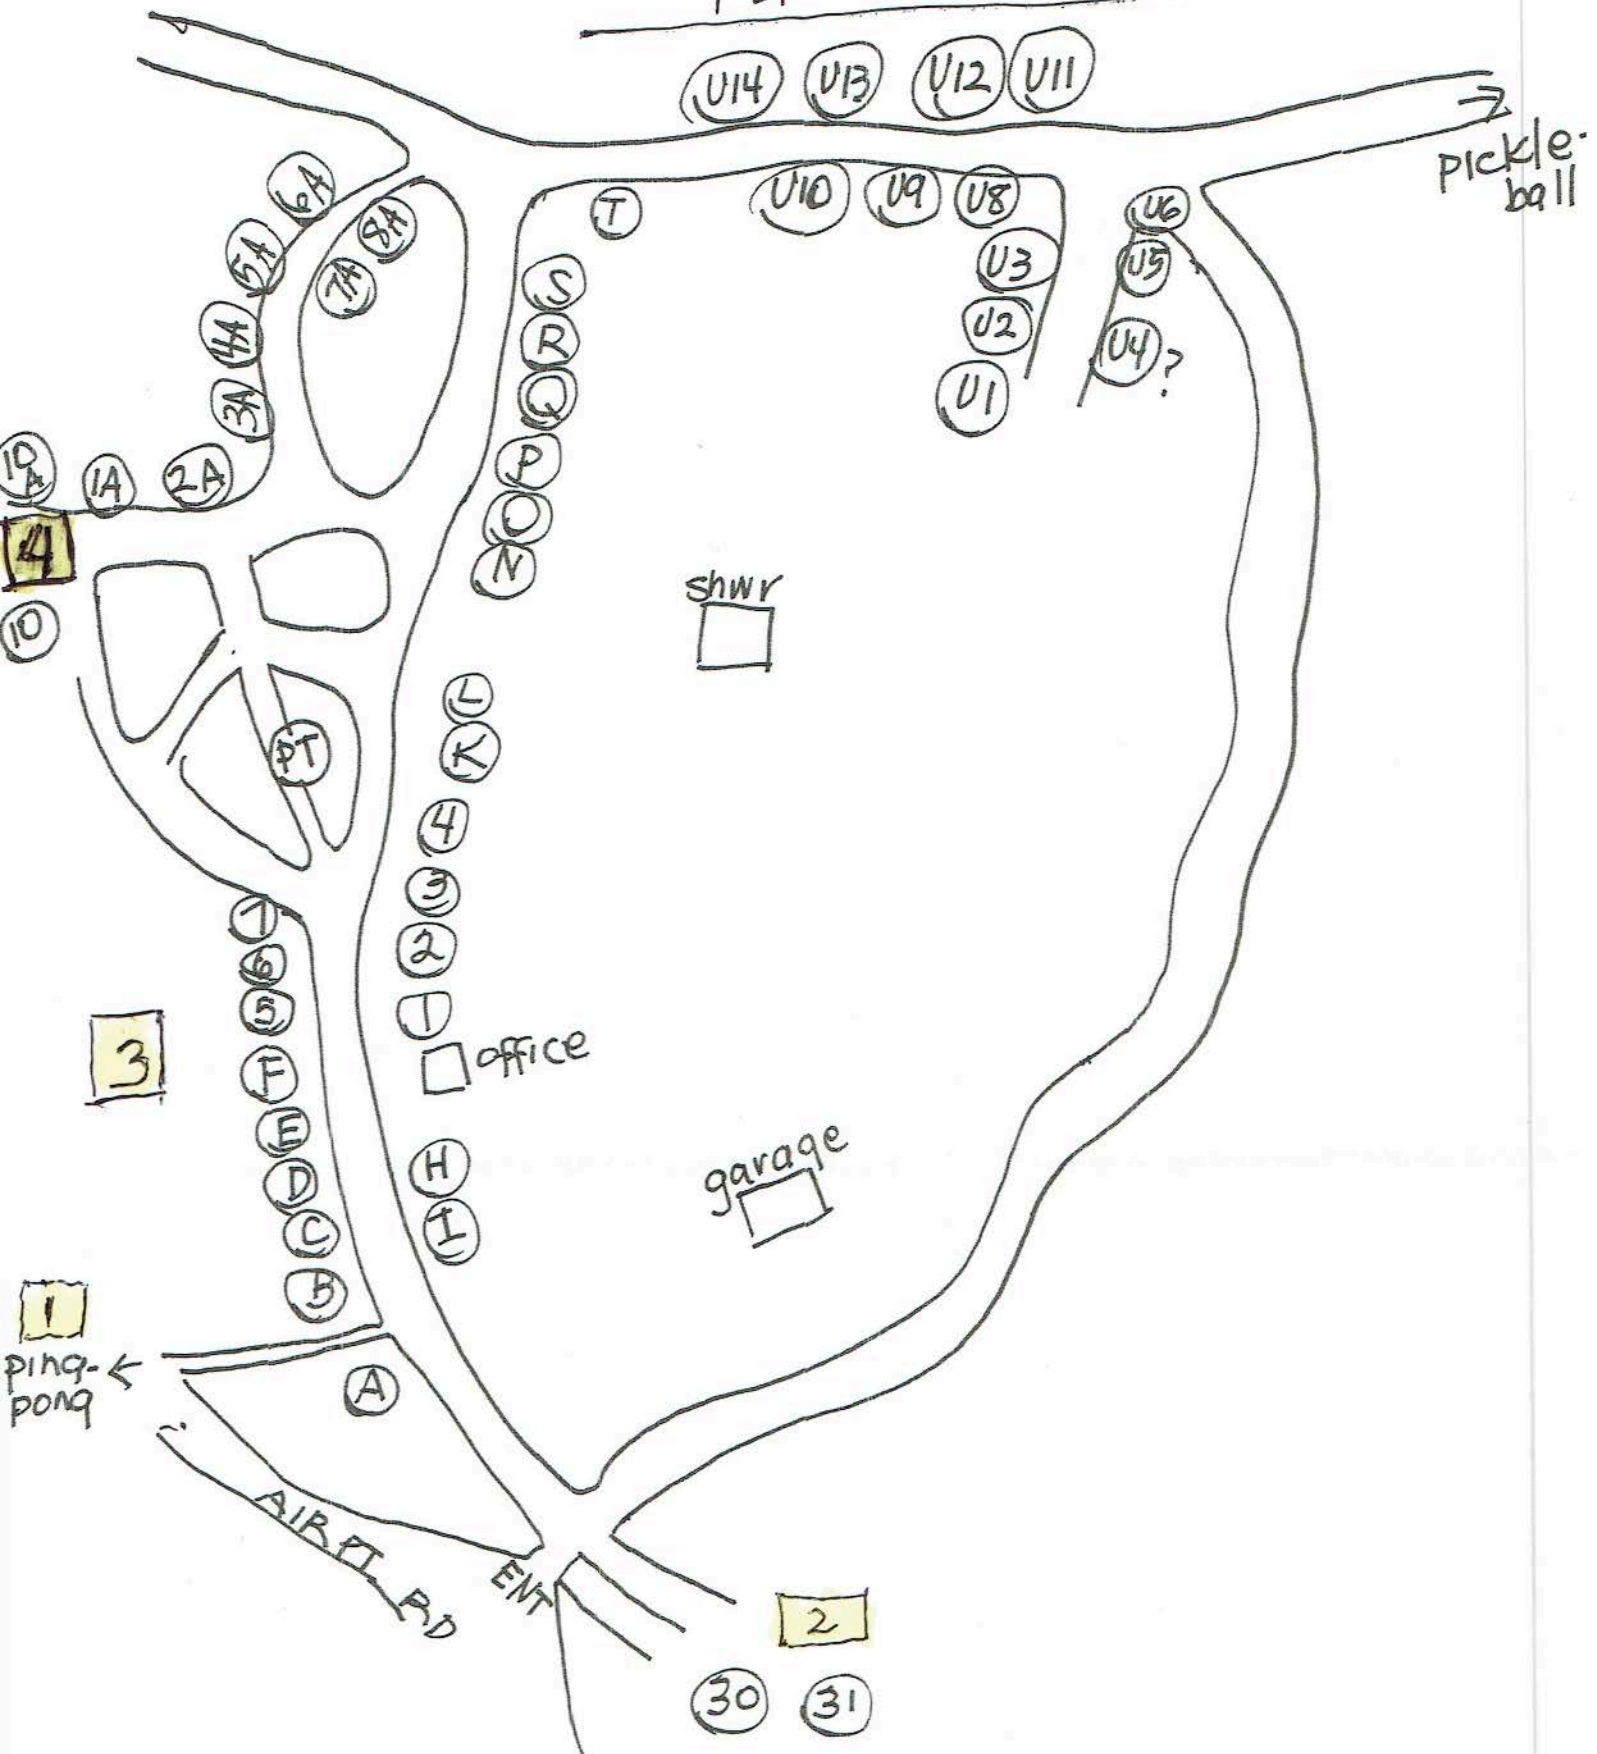 U14 U13 U12 U11
pickle-
ball
6A
8A
T
U10 U9 U8
U6
5A
7A
S
U3
U5
4A
R
U2
U4 ?
3A
Q
U1
10
A
1A
2A
P
O
4
N
10
shwr
L
K
PT
4
3
7
2
6
5
1
3
office
F
E
H
D
garage
C
I
B
1
ping-
pong
A
AIRPT RD
ENT
2
30 31